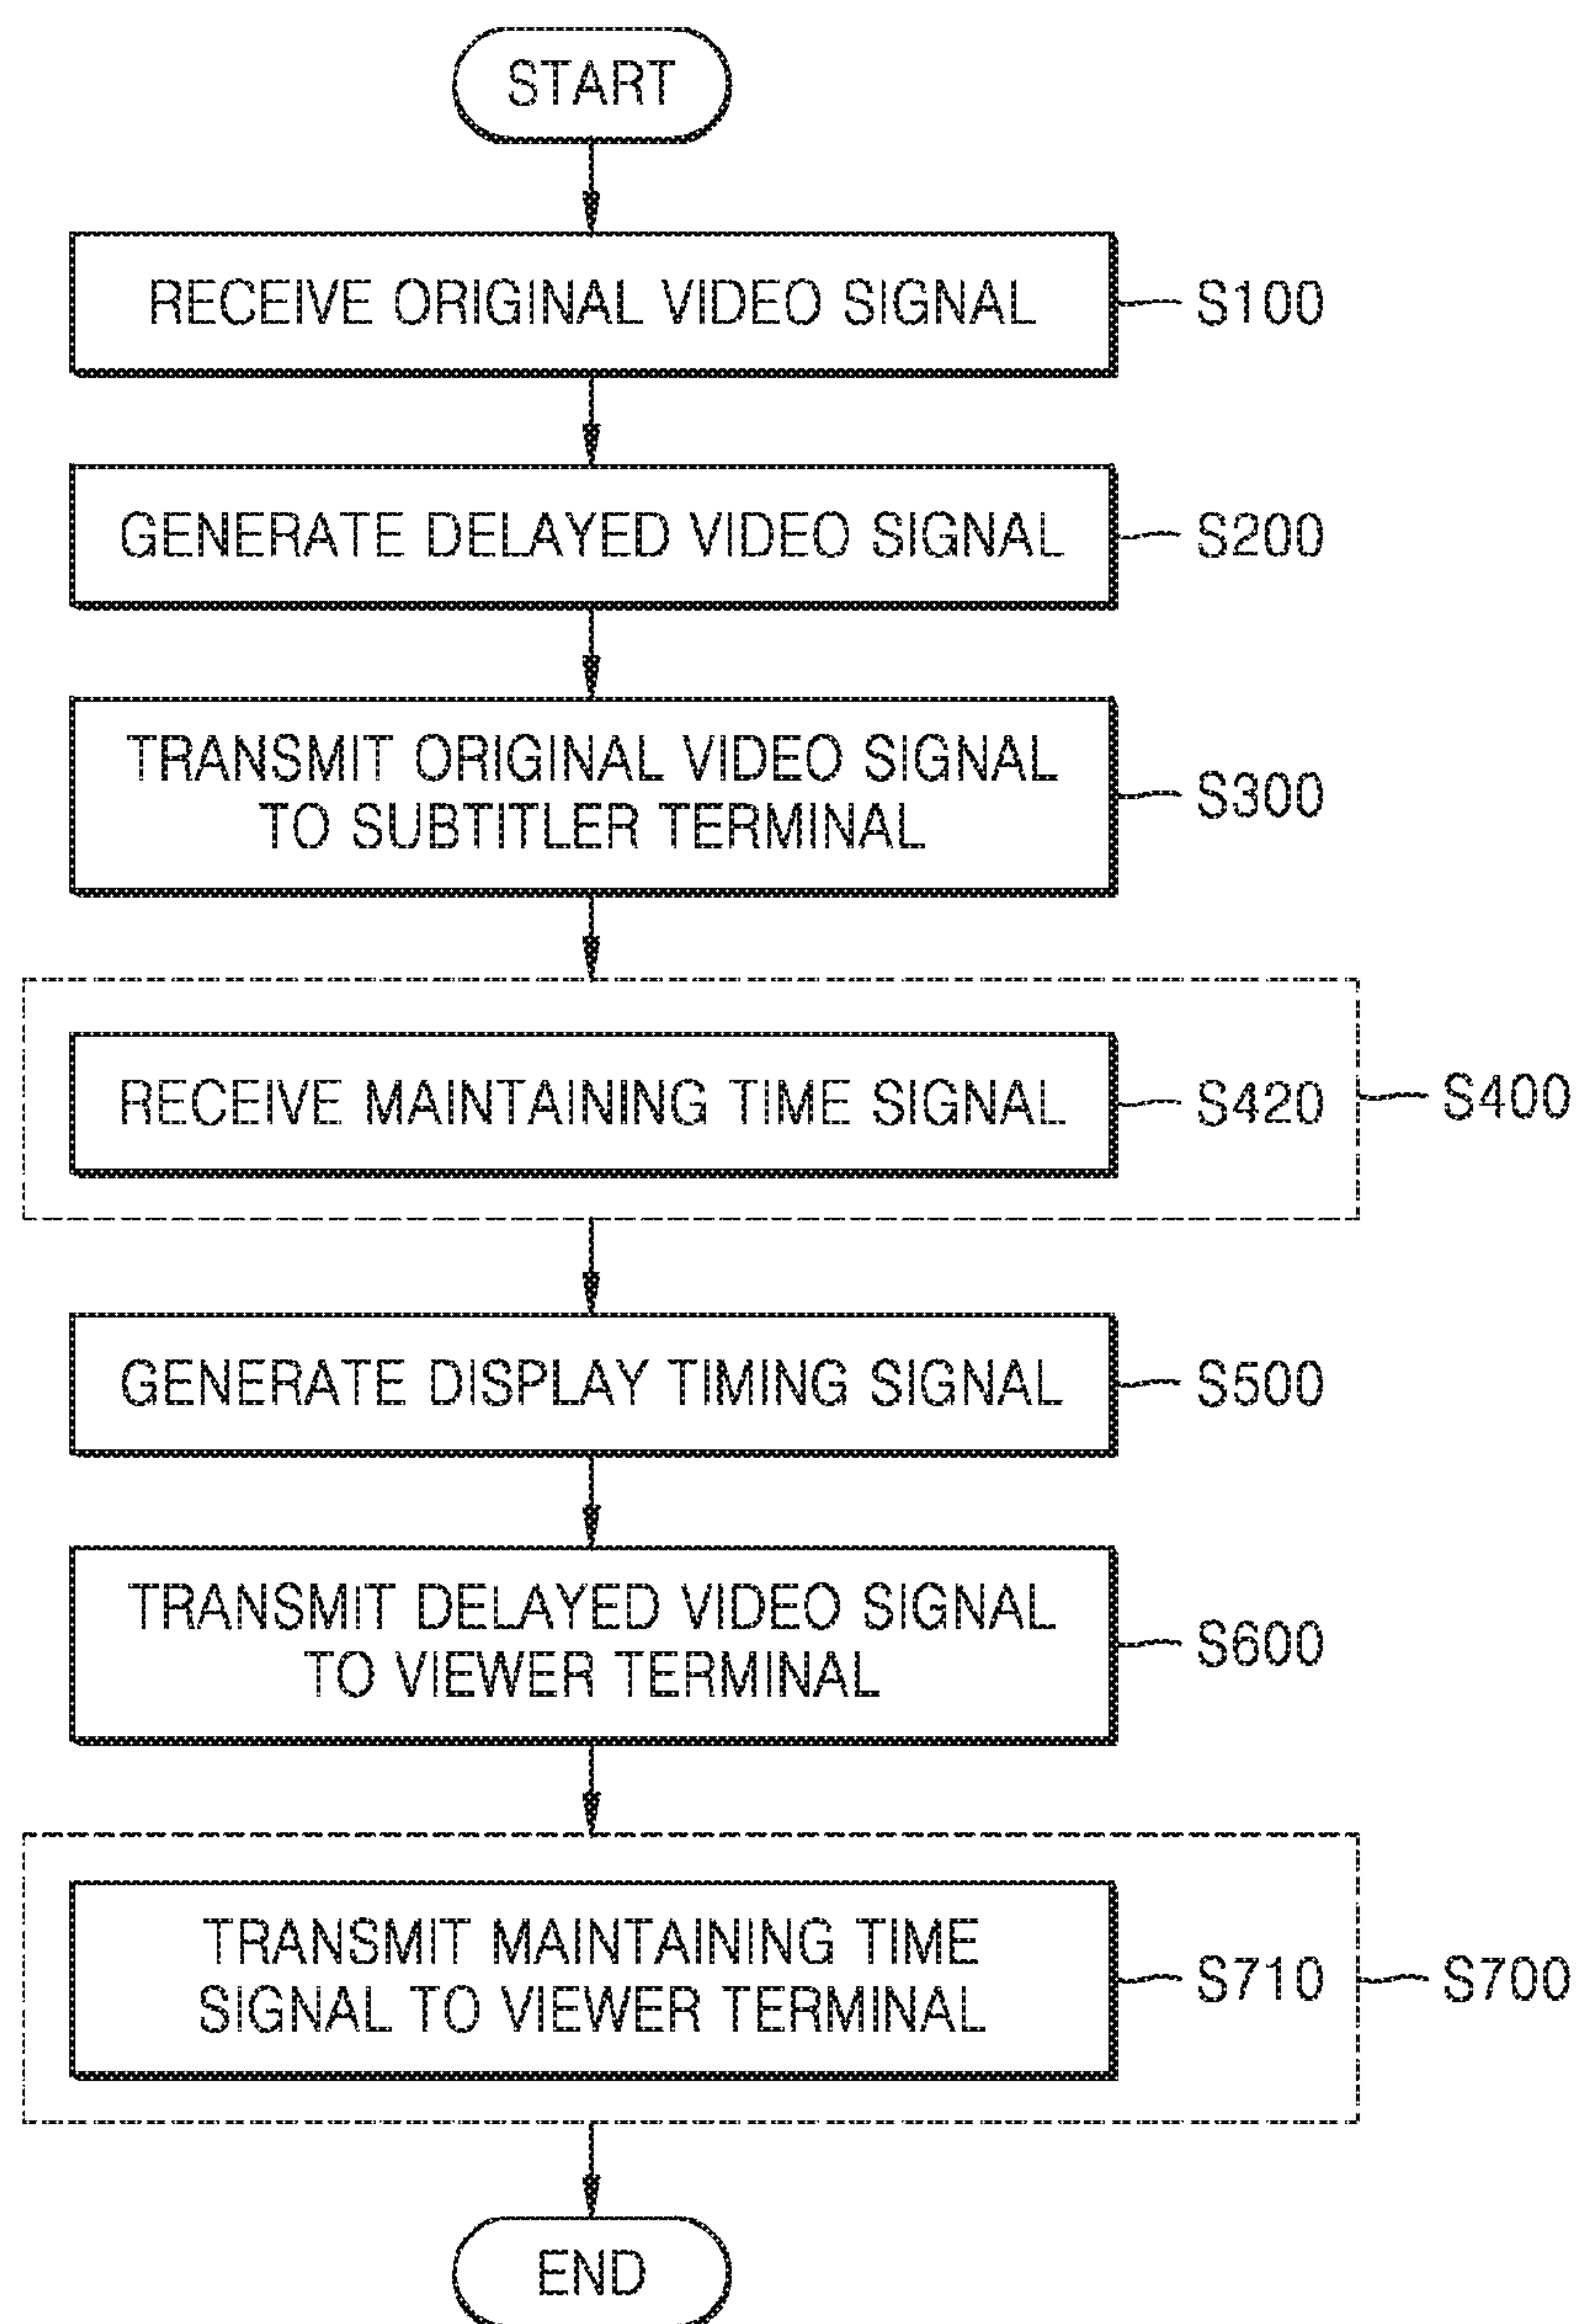 START
RECEIVE ORIGINAL VIDEO SIGNAL
S100
GENERATE DELAYED VIDEO SIGNAL
S200
TRANSMIT ORIGINAL VIDEO SIGNAL
TO SUBTITLER TERMINAL
S300
RECEIVE MAINTAINING TIME SIGNAL
S420
S400
GENERATE DISPLAY TIMING SIGNAL
S500
TRANSMIT DELAYED VIDEO SIGNAL
TO VIEWER TERMINAL
S600
TRANSMIT MAINTAINING TIME
SIGNAL TO VIEWER TERMINAL
S710
S700
END